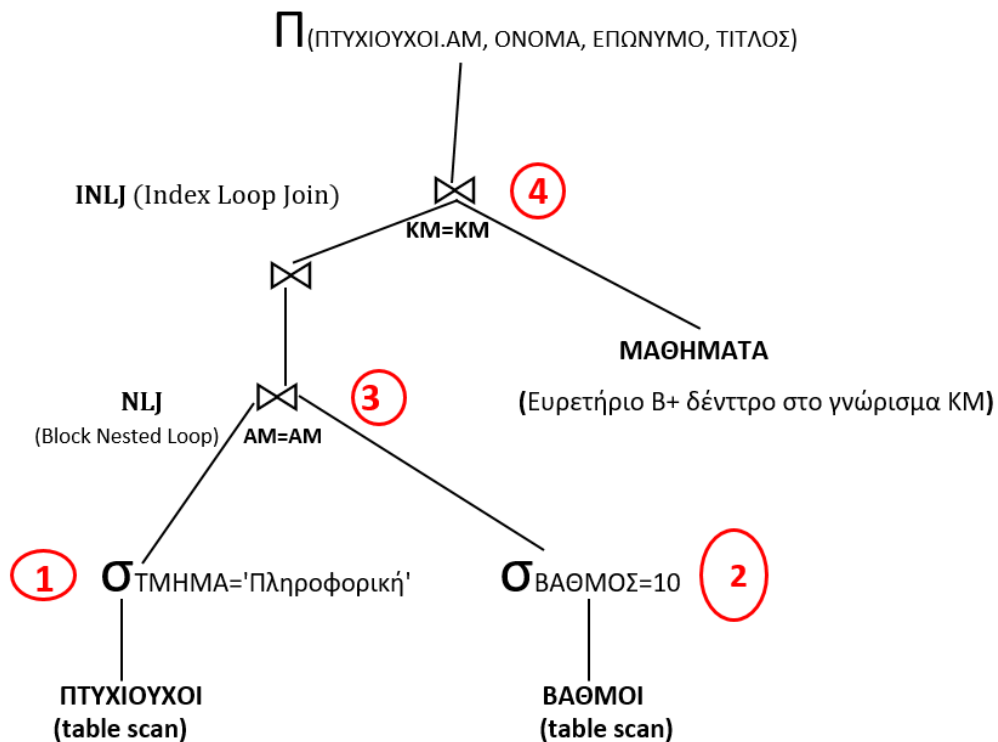 Π(ΠΤΥΧΙΟΥΧΟΙ.ΑΜ, ΟΝΟΜΑ, ΕΠΩΝΥΜΟ, ΤΙΤΛΟΣ)
INLJ (Index Loop Join)
4
ΚΜ=ΚΜ
ΜΑΘΗΜΑΤΑ
(Ευρετήριο Β+ δένττρο στο γνώρισμα ΚΜ)
NLJ
3
(Block Nested Loop)
ΑΜ=ΑΜ
1
σΤΜΗΜΑ='Πληροφορική'
σΒΑΘΜΟΣ=10
2
ΠΤΥΧΙΟΥΧΟΙ
ΒΑΘΜΟΙ
(table scan)
(table scan)